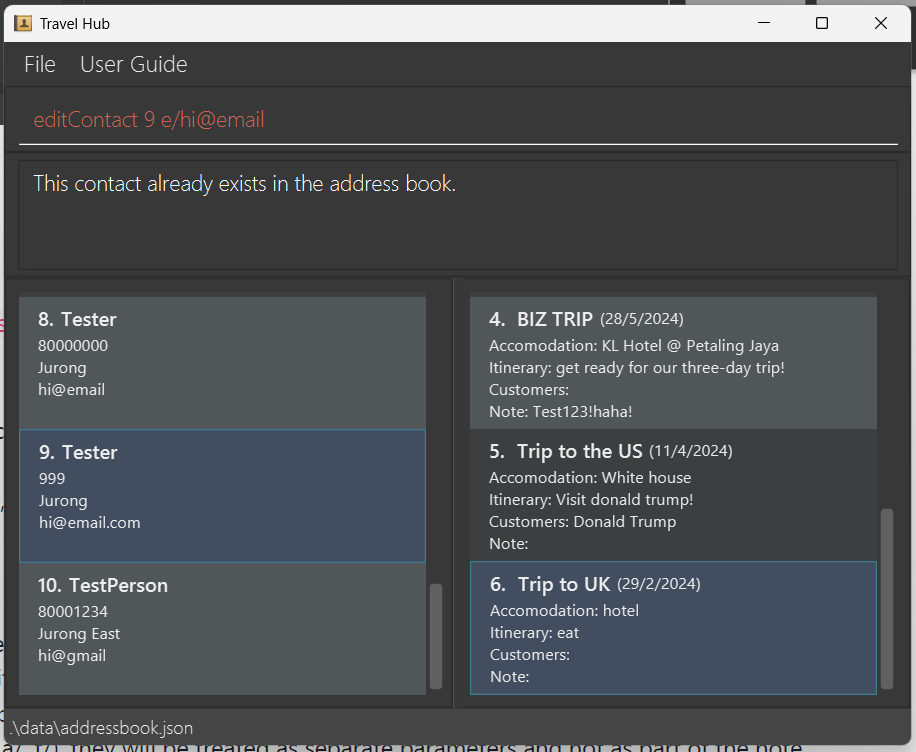 Travel Hub
File User Guide
editContact 9 e/hi@email
This contact already exists in the address book.
8. Tester
80000000
Jurong
hi@email
9. Tester
999
Jurong
hi@email.com
10. TestPerson
80001234
Jurong East
hi@gmail
4. BIZ TRIP (28/5/2024)
Accomodation: KL Hotel @ Petaling Jaya
Itinerary: get ready for our three-day trip!
Customers:
Note: Test123!haha!
5. Trip to the US (11/4/2024)
Accomodation: White house
Itinerary: Visit donald trump!
Customers: Donald Trump
Note:
6. Trip to UK (29/2/2024)
Accomodation: hotel
Itinerary: eat
Customers:
Note:
.\data\addressbook.json
they will be treated as separate parameters and not as part of the note